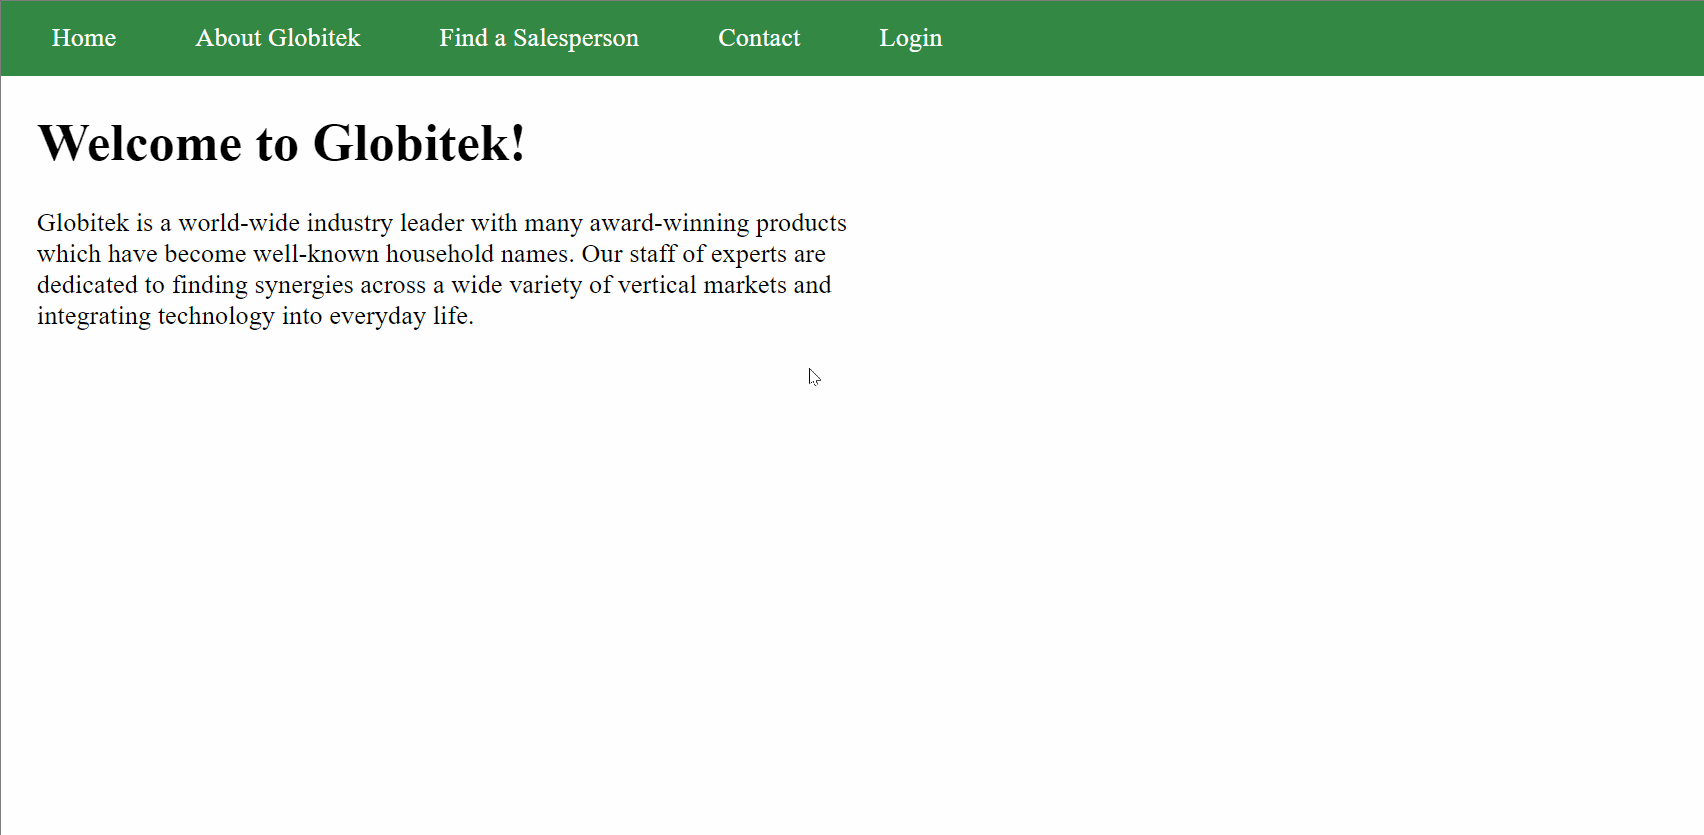 Home About Globitek Find a Salesperson Contact Login
Welcome to Globitek!
Globitek is a world-wide industry leader with many award-winning products
which have become well-known household names. Our staff of experts are
dedicated to finding synergies across a wide variety of vertical markets and
integrating technology into everyday life.